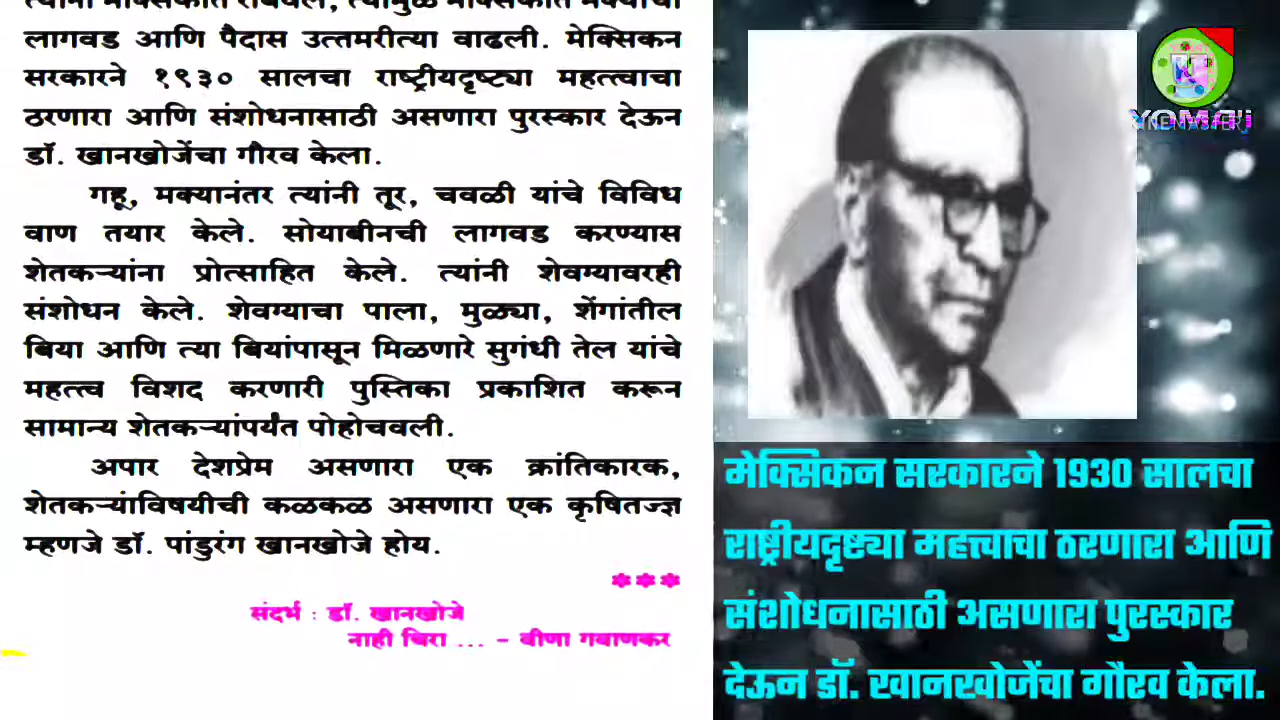 त्यांनी मेक्सिकोत राबवले, त्यामुळे मेक्सिकोत मक्याची
लागवड आणि पैदास उत्तमरीत्या वाढली. मेक्सिकन
सरकारने १९३० सालचा राष्ट्रीयदृष्ट्या महत्त्वाचा
ठरणारा आणि संशोधनासाठी असणारा पुरस्कार देऊन
डॉ. खानखोजेंचा गौरव केला.
गहू, मक्यानंतर त्यांनी तूर, चवळी यांचे विविध
वाण तयार केले. सोयाबीनची लागवड करण्यास
शेतकऱ्यांना प्रोत्साहित केले. त्यांनी शेवग्यावरही
संशोधन केले. शेवग्याचा पाला, मुळ्या, शेंगांतील
बिया आणि त्या बियांपासून मिळणारे सुगंधी तेल यांचे
महत्त्व विशद करणारी पुस्तिका प्रकाशित करून
सामान्य शेतकऱ्यांपर्यंत पोहोचवली.
अपार देशप्रेम असणारा एक क्रांतिकारक,
शेतकऱ्यांविषयीची कळकळ असणारा एक कृषितज्ज्ञ
म्हणजे डॉ. पांडुरंग खानखोजे होय.
***
संदर्भ : डॉ. खानखोजे
नाही चिरा ... - वीणा गवाणकर
मेक्सिकन सरकारने 1930 सालचा
राष्ट्रीयदृष्ट्या महत्त्वाचा ठरणारा आणि
संशोधनासाठी असणारा पुरस्कार
देऊन डॉ. खानखोजेंचा गौरव केला.